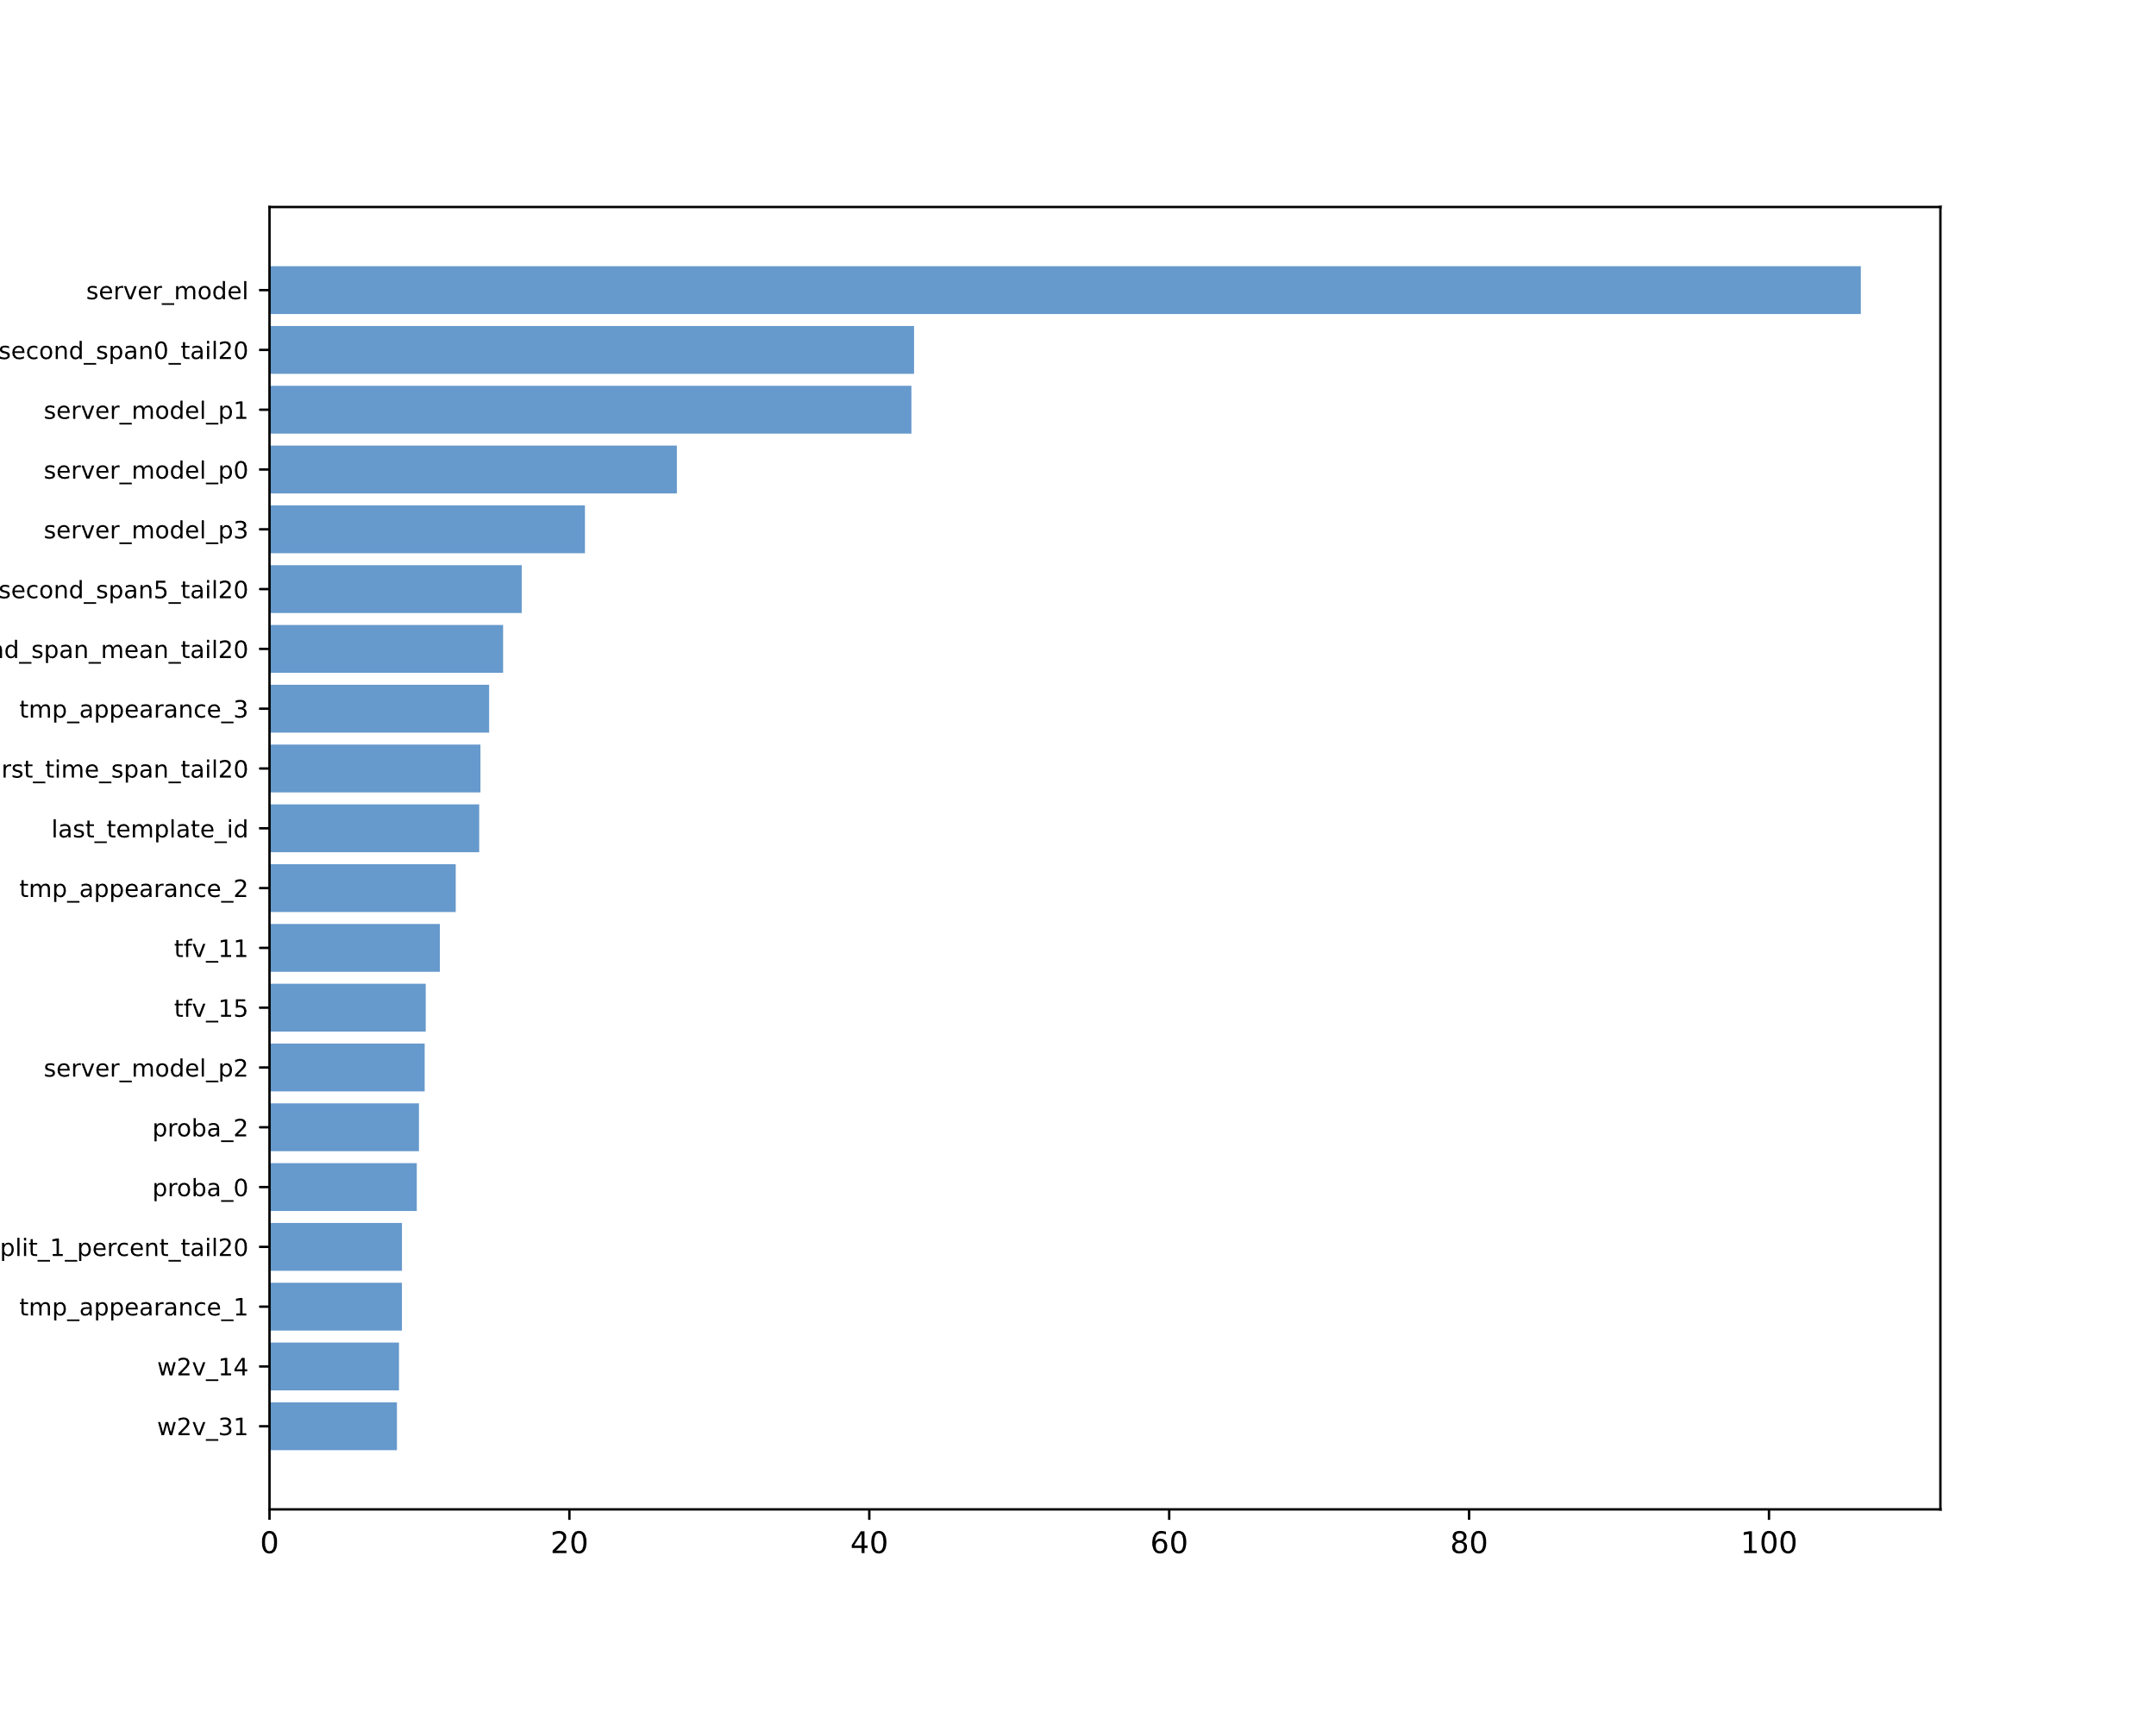 server_model
second_span0_tail20
server_model_p1
server_model_p0
server_model_p3
second_span5_tail20
nd_span_mean_tail20
tmp_appearance_3
rst_time_span_tail20
last_template_id
tmp_appearance_2
tfv_11
tfv_15
server_model_p2
proba_2
proba_0
plit_1_percent_tail20
tmp_appearance_1
w2v_14
w2v_31
0 20 40 60 80 100